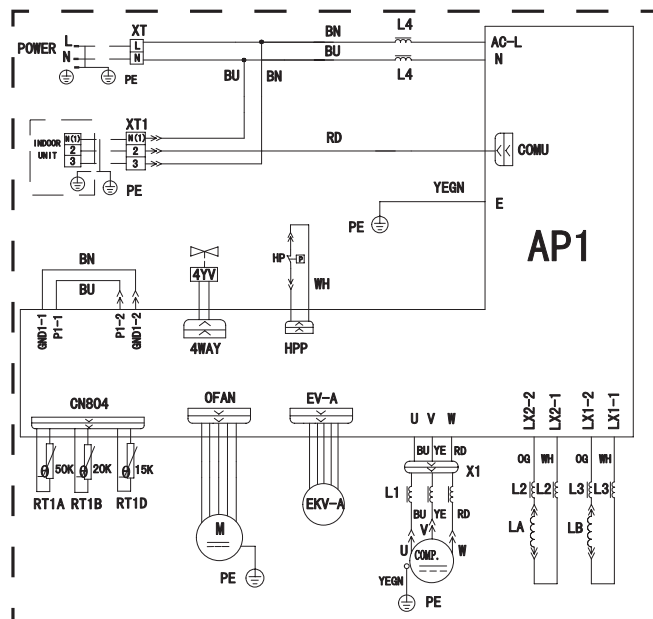 XT BN L4
POWER L L AC-L
N N BU N
PE BU BN L4
XT1
INDOOR UNIT N(1) N(1)
2 2 RD COMU
3 3
PE YEGN
PE E
AP1
BN HP P
BU 4YV WH
GND1-1 P1-1 P1-2 GND1-2
4WAY HPP
CN804 OFAN EV-A U V W LX2-2 LX2-1 LX1-2 LX1-1
BU YE RD OG WH OG WH
50K 20K 15K X1
RT1A RT1B RT1D EKV-A L1 L2 L2 L3 L3
BU YE RD
M V LA LB
U COMP. W
PE YEGN
PE